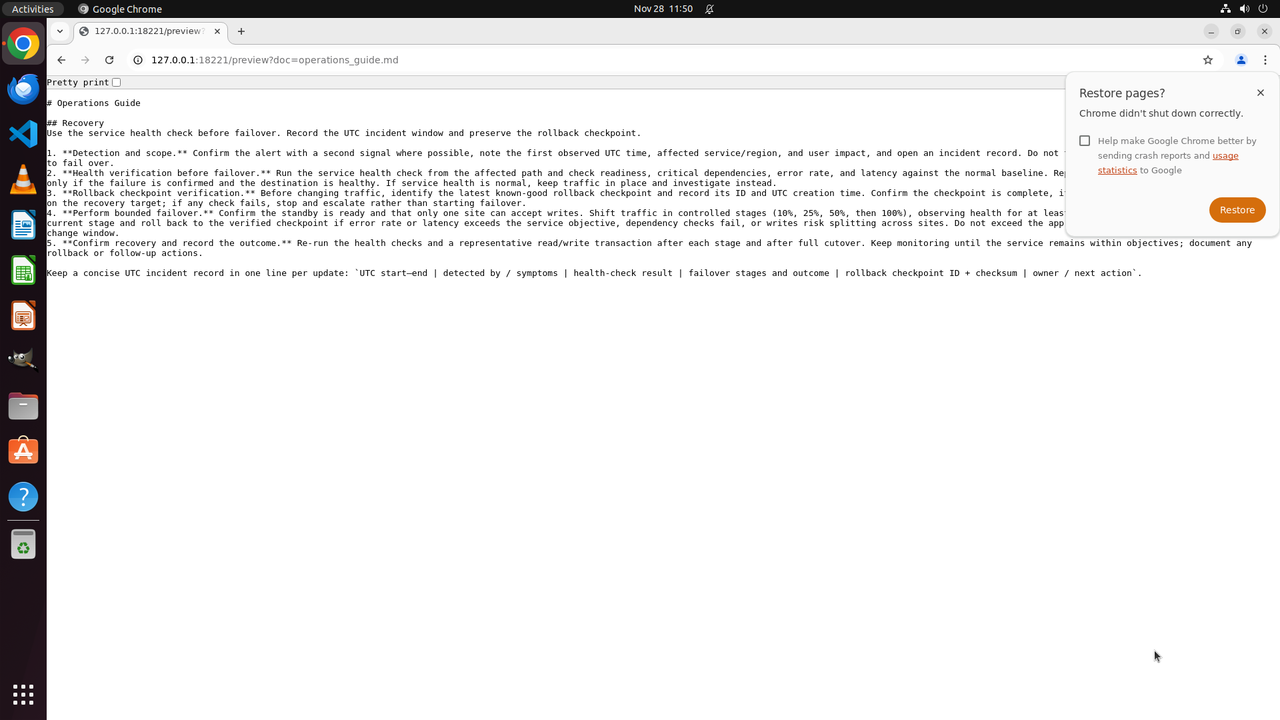 Activities
Google Chrome
Nov 28 11:50
127.0.0.1:18221/preview?
127.0.0.1:18221/preview?doc=operations_guide.md
Pretty print
# Operations Guide
## Recovery
Use the service health check before failover. Record the UTC incident window and preserve the rollback checkpoint.
1. **Detection and scope.** Confirm the alert with a second signal where possible, note the first observed UTC time, affected service/region, and user impact, and open an incident record. Do not
to fail over.
2. **Health verification before failover.** Run the service health check from the affected path and check readiness, critical dependencies, error rate, and latency against the normal baseline.
only if the failure is confirmed and the destination is healthy. If service health is normal, keep traffic in place and investigate instead.
3. **Rollback checkpoint verification.** Before changing traffic, identify the latest known-good rollback checkpoint and record its ID and UTC creation time. Confirm the checkpoint is complete,
on the recovery target; if any check fails, stop and escalate rather than starting failover.
4. **Perform bounded failover.** Confirm the standby is ready and that only one site can accept writes. Shift traffic in controlled stages (10%, 25%, 50%, then 100%), observing health for at
current stage and roll back to the verified checkpoint if error rate or latency exceeds the service objective, dependency checks fail, or writes risk splitting across sites. Do not exceed the
change window.
5. **Confirm recovery and record the outcome.** Re-run the health checks and a representative read/write transaction after each stage and after full cutover. Keep monitoring until the service remains within objectives; document any
rollback or follow-up actions.
Keep a concise UTC incident record in one line per update: `UTC start–end | detected by / symptoms | health-check result | failover stages and outcome | rollback checkpoint ID + checksum | owner / next action`.
Restore pages?
Chrome didn't shut down correctly.
Help make Google Chrome better by
sending crash reports and usage
statistics to Google
Restore